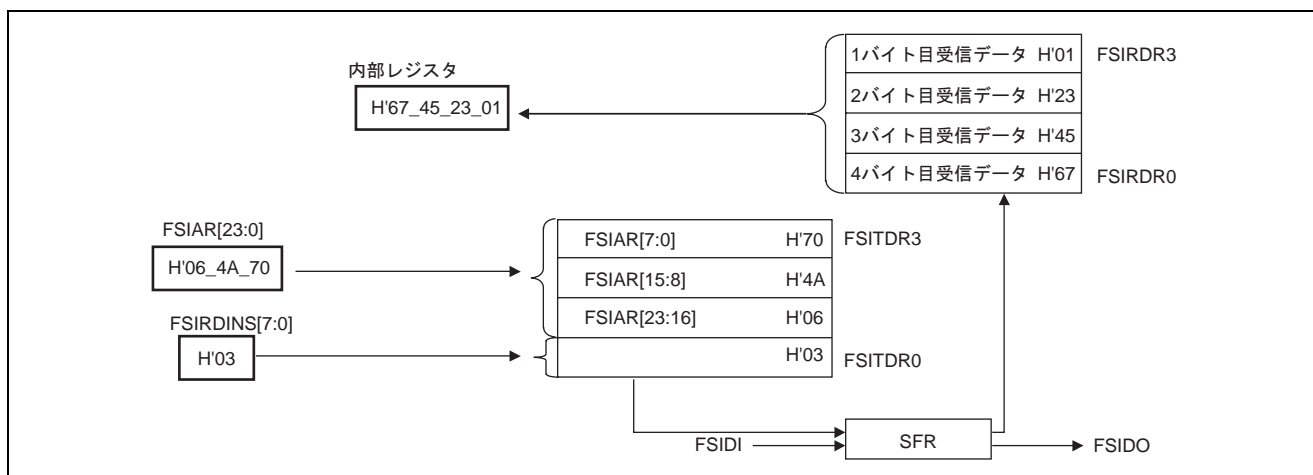 1バイト目受信データ H'01 FSIRDR3
内部レジスタ
H'67_45_23_01
2バイト目受信データ H'23
3バイト目受信データ H'45
4バイト目受信データ H'67 FSIRDR0
FSIAR[23:0]
H'06_4A_70
FSIAR[7:0] H'70 FSITDR3
FSIAR[15:8] H'4A
FSIAR[23:16] H'06
FSIRDINS[7:0]
H'03
H'03 FSITDR0
FSIDI SFR FSIDO